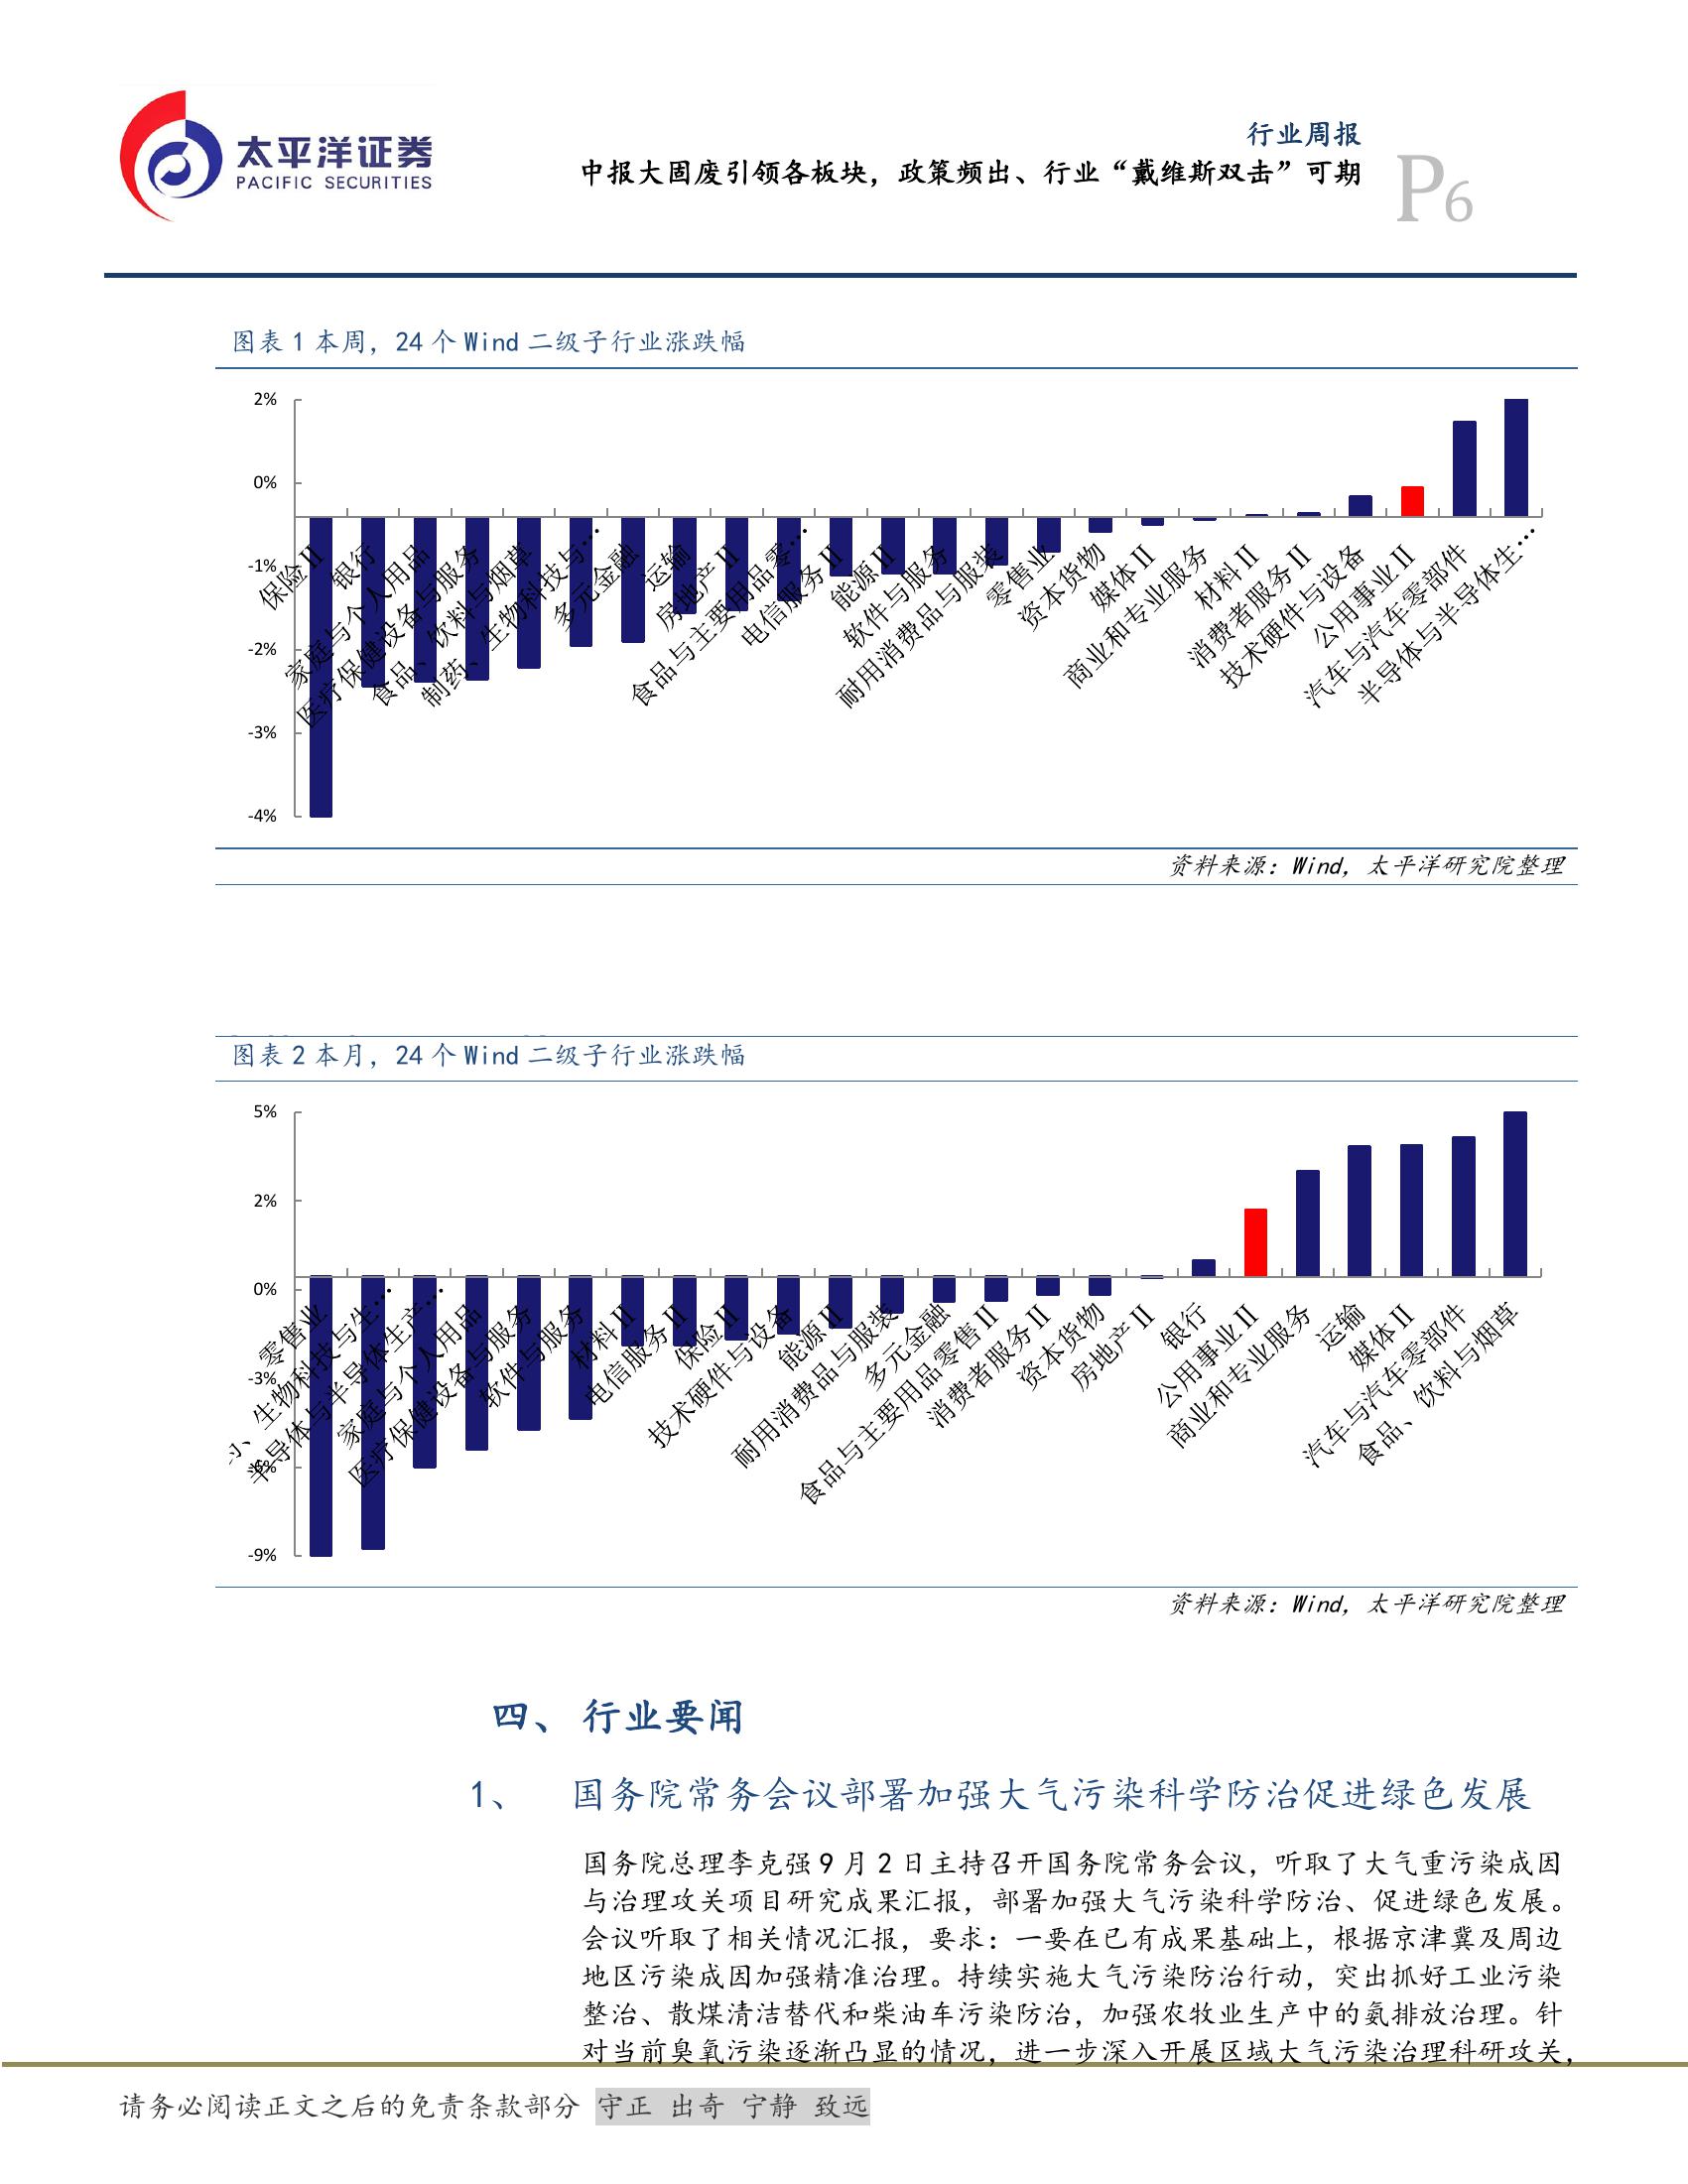 太平洋证券
PACIFIC SECURITIES
行业周报
中报大固废引领各板块，政策频出、行业“戴维斯双击”可期
P6
图表 1 本周，24 个 Wind 二级子行业涨跌幅
2%
0%
-1%
-2%
-3%
-4%
保险Ⅱ
银行
家庭与个人用品
医疗保健设备与服务
食品、饮料与烟草
制药、生物科技与…
多元金融
运输
房地产Ⅱ
食品与主要用品零…
电信服务Ⅱ
能源Ⅱ
软件与服务
耐用消费品与服装
零售业
资本货物
媒体Ⅱ
商业和专业服务
材料Ⅱ
消费者服务Ⅱ
技术硬件与设备
公用事业Ⅱ
汽车与汽车零部件
半导体与半导体生…
资料来源：Wind，太平洋研究院整理
图表 2 本月，24 个 Wind 二级子行业涨跌幅
5%
2%
0%
-3%
-6%
-9%
零售业
、生物科技与生…
半导体与半导体生产…
家庭与个人用品
医疗保健设备与服务
软件与服务
材料Ⅱ
电信服务Ⅱ
保险Ⅱ
技术硬件与设备
能源Ⅱ
耐用消费品与服装
多元金融
食品与主要用品零售Ⅱ
消费者服务Ⅱ
资本货物
房地产Ⅱ
银行
公用事业Ⅱ
商业和专业服务
运输
媒体Ⅱ
汽车与汽车零部件
食品、饮料与烟草
资料来源：Wind，太平洋研究院整理
四、 行业要闻
1、 国务院常务会议部署加强大气污染科学防治促进绿色发展
国务院总理李克强 9 月 2 日主持召开国务院常务会议，听取了大气重污染成因
与治理攻关项目研究成果汇报，部署加强大气污染科学防治、促进绿色发展。
会议听取了相关情况汇报，要求：一要在已有成果基础上，根据京津冀及周边
地区污染成因加强精准治理。持续实施大气污染防治行动，突出抓好工业污染
整治、散煤清洁替代和柴油车污染防治，加强农牧业生产中的氨排放治理。针
对当前臭氧污染逐渐凸显的情况，进一步深入开展区域大气污染治理科研攻关，
请务必阅读正文之后的免责条款部分 守正 出奇 宁静 致远